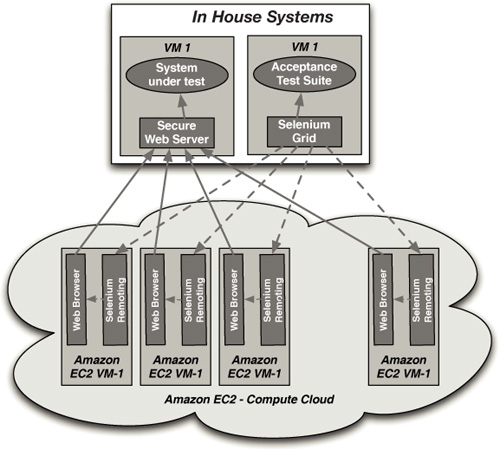 In House Systems
VM 1
System
under test
Secure
Web Server
VM 1
Acceptance
Test Suite
Selenium
Grid
Web Browser
Selenium
Remoting
Amazon
EC2 VM-1
Web Browser
Selenium
Remoting
Amazon
EC2 VM-1
Web Browser
Selenium
Remoting
Amazon
EC2 VM-1
Web Browser
Selenium
Remoting
Amazon
EC2 VM-1
Amazon EC2 - Compute Cloud